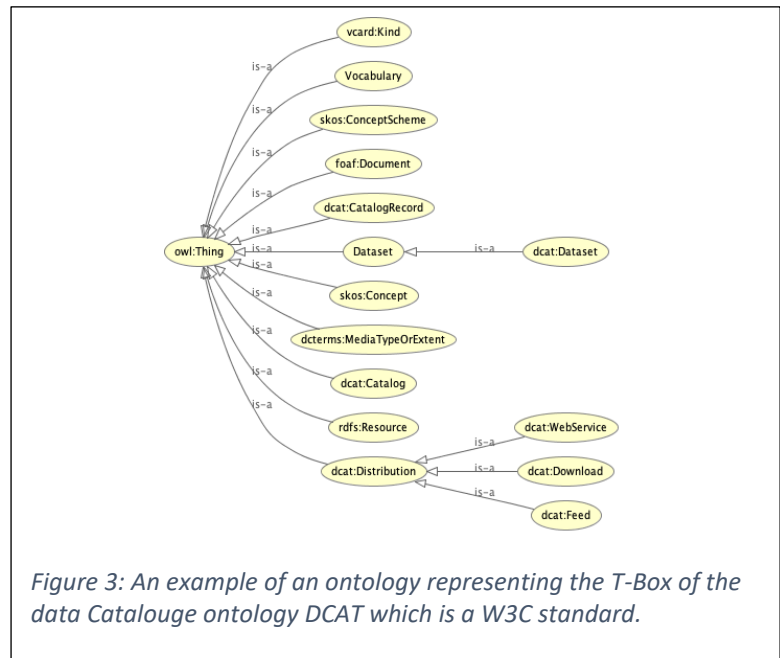 vcard:Kind
is-a
Vocabulary
is-a
skos:ConceptScheme
is-a
foaf:Document
is-a
dcat:CatalogRecord
is-a
owl:Thing
is-a
Dataset
is-a
dcat:Dataset
is-a
skos:Concept
is-a
dcterms:MediaTypeOrExtent
is-a
dcat:Catalog
is-a
rdfs:Resource
is-a
dcat:Distribution
dcat:WebService
is-a
is-a
dcat:Download
is-a
dcat:Feed
Figure 3: An example of an ontology representing the T-Box of the
data Catalouge ontology DCAT which is a W3C standard.